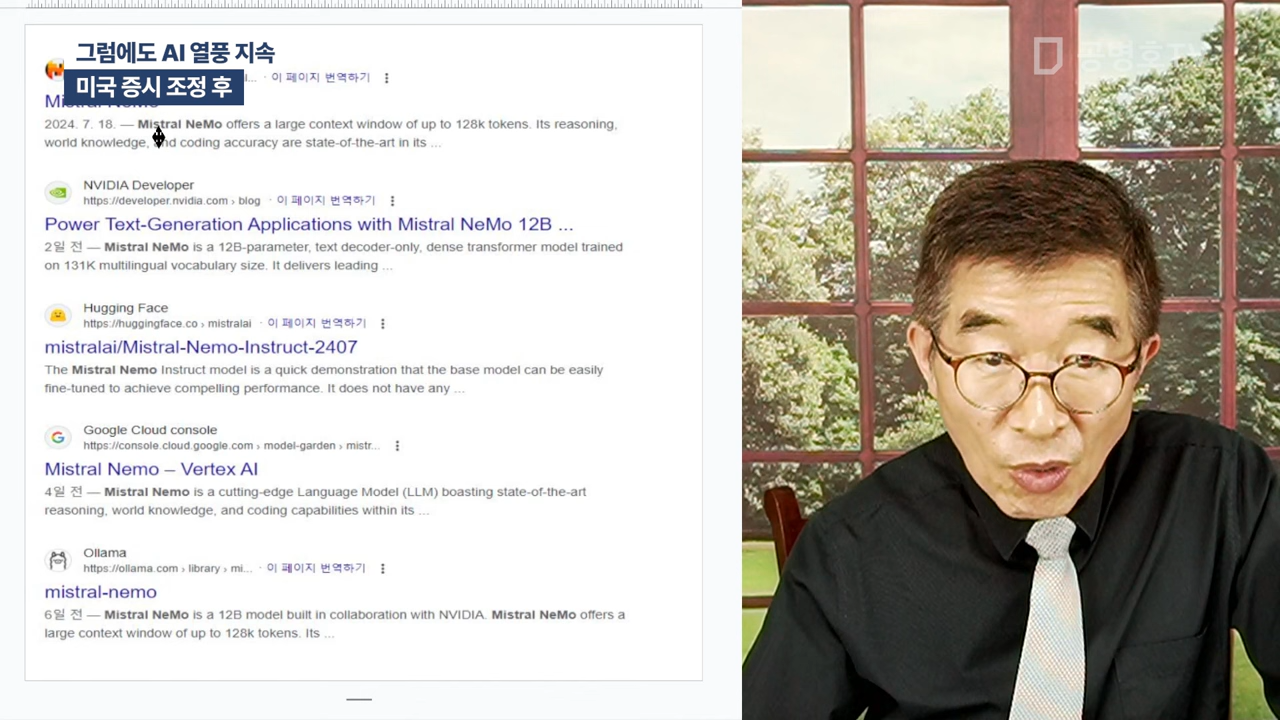 그럼에도 AI 열풍 지속
미국 증시 조정 후
이 페이지 번역하기
Mistral NeMo
2024. 7. 18. — Mistral NeMo offers a large context window of up to 128k tokens. Its reasoning,
world knowledge, and coding accuracy are state-of-the-art in its ...
NVIDIA Developer
https://developer.nvidia.com › blog · 이 페이지 번역하기
Power Text-Generation Applications with Mistral NeMo 12B ...
2일 전 — Mistral NeMo is a 12B-parameter, text decoder-only, dense transformer model trained
on 131K multilingual vocabulary size. It delivers leading ...
Hugging Face
https://huggingface.co › mistralai · 이 페이지 번역하기
mistralai/Mistral-Nemo-Instruct-2407
The Mistral Nemo Instruct model is a quick demonstration that the base model can be easily
fine-tuned to achieve compelling performance. It does not have any ...
Google Cloud console
https://console.cloud.google.com › model-garden › mistr...
Mistral Nemo – Vertex AI
4일 전 — Mistral Nemo is a cutting-edge Language Model (LLM) boasting state-of-the-art
reasoning, world knowledge, and coding capabilities within its ...
Ollama
https://ollama.com › library › mi... · 이 페이지 번역하기
mistral-nemo
6일 전 — Mistral NeMo is a 12B model built in collaboration with NVIDIA. Mistral NeMo offers a
large context window of up to 128k tokens. Its ...
공병호TV